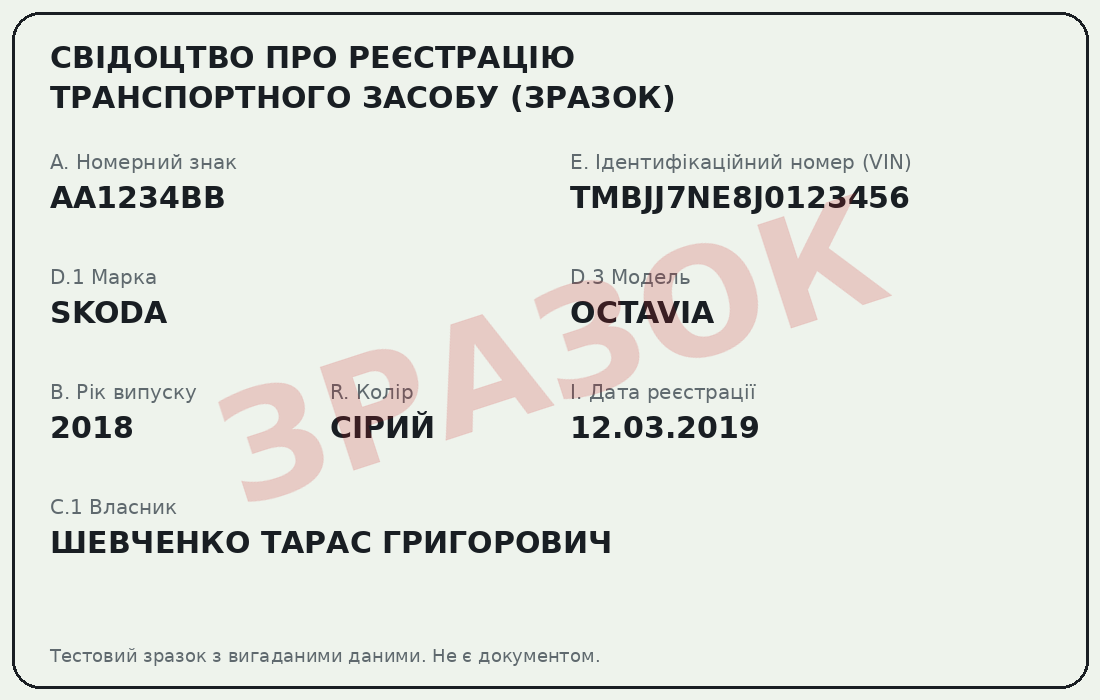 СВІДОЦТВО ПРО РЕЄСТРАЦІЮ
ТРАНСПОРТНОГО ЗАСОБУ (ЗРАЗОК)
A. Номерний знак
AA1234BB
E. Ідентифікаційний номер (VIN)
TMBJJ7NE8J0123456
D.1 Марка
SKODA
D.3 Модель
OCTAVIA
B. Рік випуску
2018
R. Колір
СІРИЙ
I. Дата реєстрації
12.03.2019
C.1 Власник
ШЕВЧЕНКО ТАРАС ГРИГОРОВИЧ
ЗРАЗОК
Тестовий зразок з вигаданими даними. Не є документом.